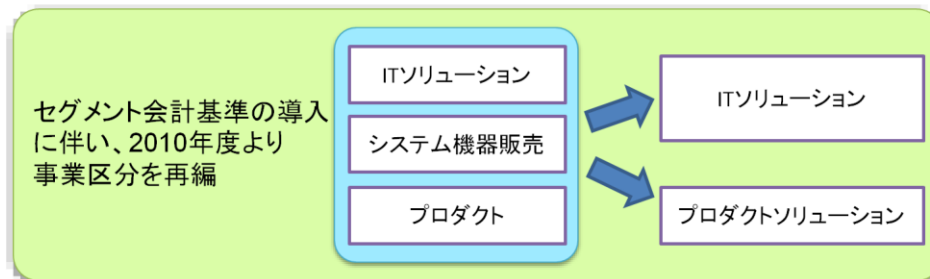 セグメント会計基準の導入
に伴い、2010年度より
事業区分を再編
ITソリューション
システム機器販売
プロダクト
ITソリューション
プロダクトソリューション